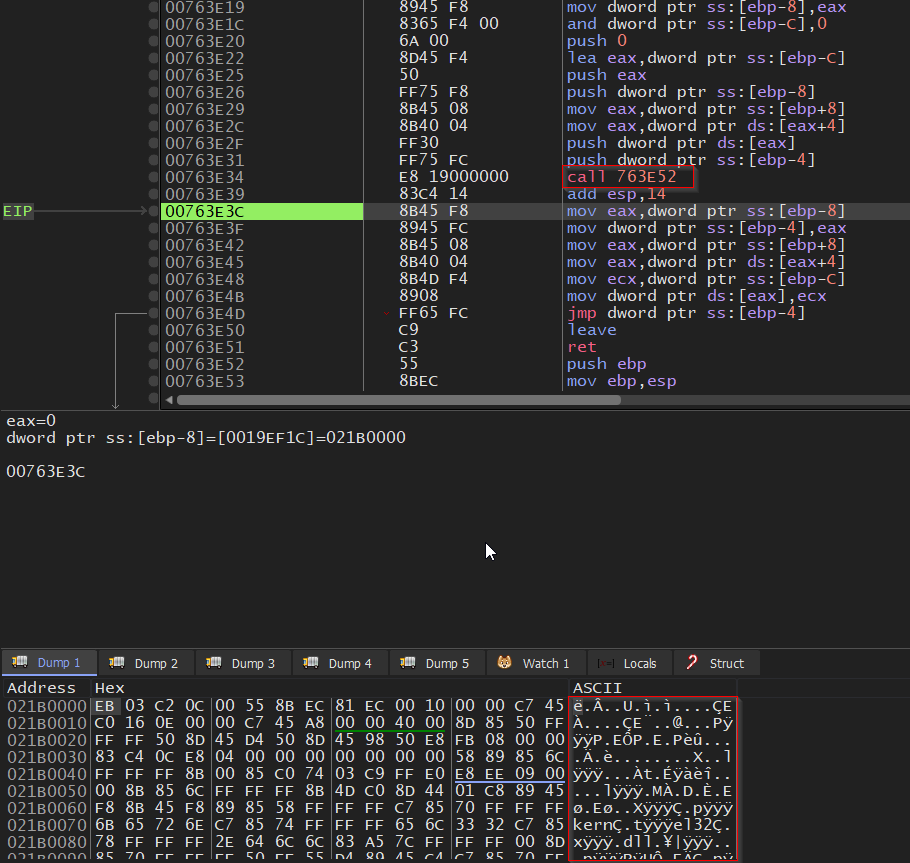 00763E19 8945 F8 mov dword ptr ss:[ebp-8],eax
00763E1C 8365 F4 00 and dword ptr ss:[ebp-C],0
00763E20 6A 00 push 0
00763E22 8D45 F4 lea eax,dword ptr ss:[ebp-C]
00763E25 50 push eax
00763E26 FF75 F8 push dword ptr ss:[ebp-8]
00763E29 8B45 08 mov eax,dword ptr ss:[ebp+8]
00763E2C 8B40 04 mov eax,dword ptr ds:[eax+4]
00763E2F FF30 push dword ptr ds:[eax]
00763E31 FF75 FC push dword ptr ss:[ebp-4]
00763E34 E8 19000000 call 763E52
00763E39 83C4 14 add esp,14
EIP 00763E3C 8B45 F8 mov eax,dword ptr ss:[ebp-8]
00763E3F 8945 FC mov dword ptr ss:[ebp-4],eax
00763E42 8B45 08 mov eax,dword ptr ss:[ebp+8]
00763E45 8B40 04 mov eax,dword ptr ds:[eax+4]
00763E48 8B4D F4 mov ecx,dword ptr ss:[ebp-C]
00763E4B 8908 mov dword ptr ds:[eax],ecx
00763E4D FF65 FC jmp dword ptr ss:[ebp-4]
00763E50 C9 leave
00763E51 C3 ret
00763E52 55 push ebp
00763E53 8BEC mov ebp,esp
eax=0
dword ptr ss:[ebp-8]=[0019EF1C]=021B0000
00763E3C
Dump 1 Dump 2 Dump 3 Dump 4 Dump 5 Watch 1 Locals Struct
Address Hex ASCII
021B0000 EB 03 C2 0C 00 55 8B EC 81 EC 00 10 00 00 C7 45 ë.Â..U.ì.ì....ÇE
021B0010 C0 16 0E 00 00 C7 45 A8 00 00 40 00 8D 85 50 FF À....ÇE¨..@...Pÿ
021B0020 FF FF 50 8D 45 D4 50 8D 45 98 50 E8 FB 08 00 00 ÿÿP.EÔP.E.Pèû...
021B0030 83 C4 0C E8 04 00 00 00 00 00 00 00 58 89 85 6C .Ä.è........X..l
021B0040 FF FF FF 8B 00 85 C0 74 03 C9 FF E0 E8 EE 09 00 ÿÿÿ...Àt.Éÿàèî..
021B0050 00 8B 85 6C FF FF FF 8B 4D C0 8D 44 01 C8 89 45 ...lÿÿÿ.MÀ.D.È.E
021B0060 F8 8B 45 F8 89 85 58 FF FF FF C7 85 70 FF FF FF ø.Eø..XÿÿÿÇ.pÿÿÿ
021B0070 6B 65 72 6E C7 85 74 FF FF FF 65 6C 33 32 C7 85 kernÇ.tÿÿÿel32Ç.
021B0080 78 FF FF FF 2E 64 6C 6C 83 A5 7C FF FF FF 00 8D xÿÿÿ.dll.¥|ÿÿÿ..